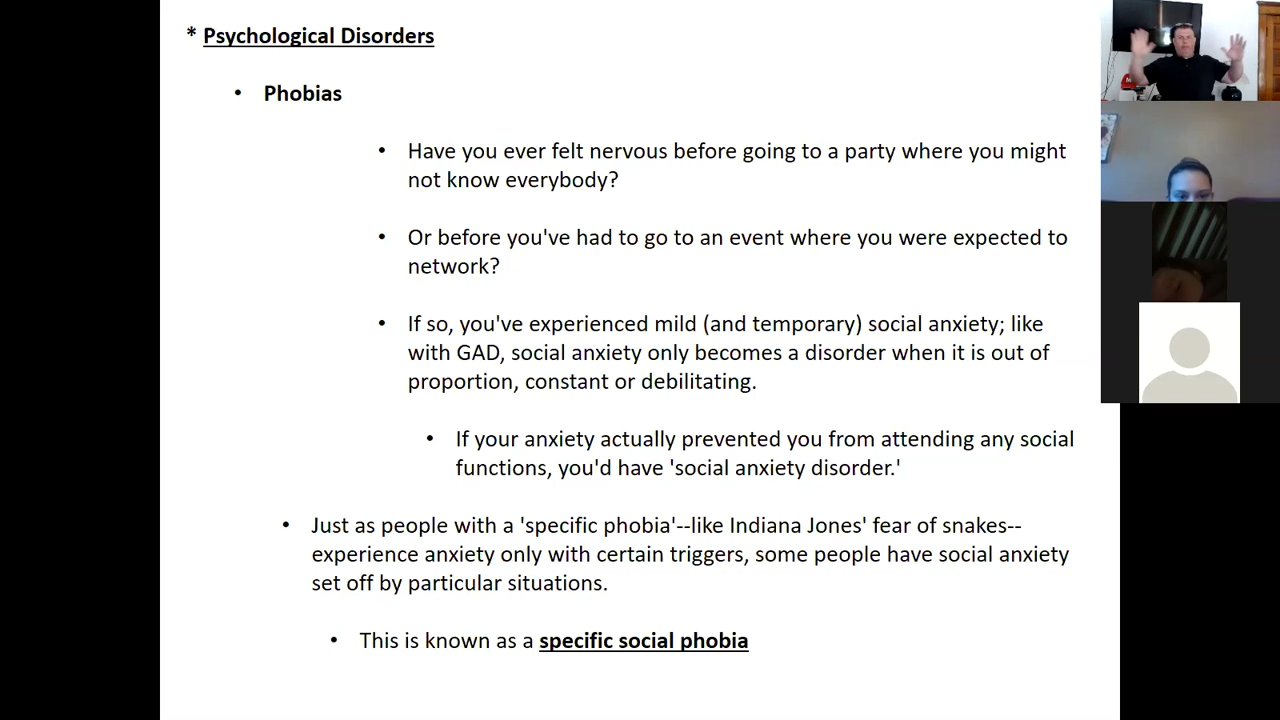 * Psychological Disorders
• Phobias
• Have you ever felt nervous before going to a party where you might
not know everybody?
• Or before you've had to go to an event where you were expected to
network?
• If so, you've experienced mild (and temporary) social anxiety; like
with GAD, social anxiety only becomes a disorder when it is out of
proportion, constant or debilitating.
• If your anxiety actually prevented you from attending any social
functions, you'd have 'social anxiety disorder.'
• Just as people with a 'specific phobia'--like Indiana Jones' fear of snakes--
experience anxiety only with certain triggers, some people have social anxiety
set off by particular situations.
• This is known as a specific social phobia